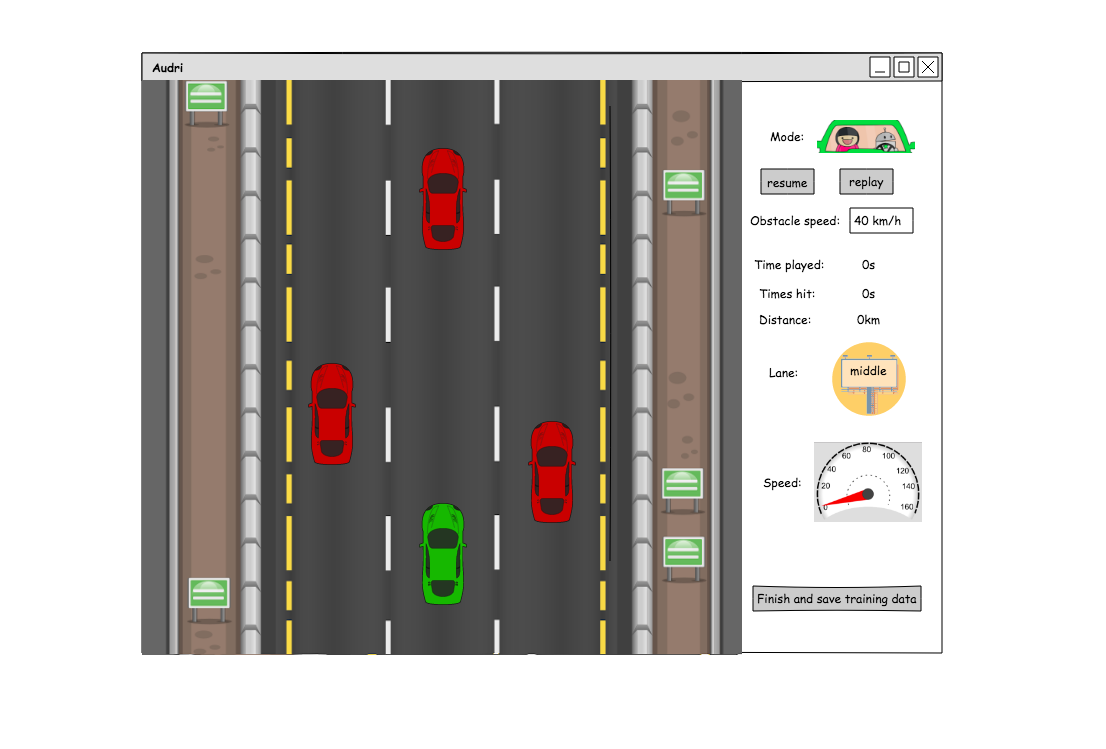 Audri
Mode:
resume replay
Obstacle speed: 40 km/h
Time played: 0s
Times hit: 0s
Distance: 0km
Lane: middle
Speed:
0 20 40 60 80 100 120 140 160
Finish and save training data